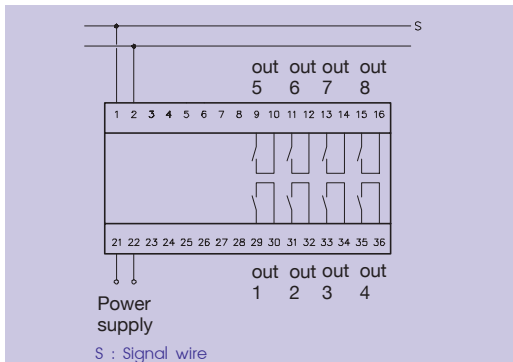 S
out out out out
5 6 7 8
1 2 3 4 5 6 7 8 9 10 11 12 13 14 15 16
21 22 23 24 25 26 27 28 29 30 31 32 33 34 35 36
out out out out
1 2 3 4
Power
supply
S : Signal wire